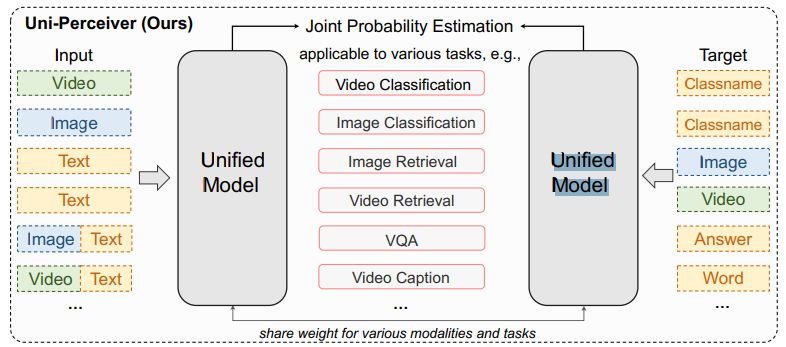 Uni-Perceiver (Ours)
Joint Probability Estimation
Input
applicable to various tasks, e.g.,
Target
Video
Video Classification
Classname
Image
Image Classification
Classname
Text
Unified
Model
Image Retrieval
Unified
Model
Image
Text
Video Retrieval
Video
Image Text
VQA
Answer
Video Text
Video Caption
Word
...
...
...
share weight for various modalities and tasks